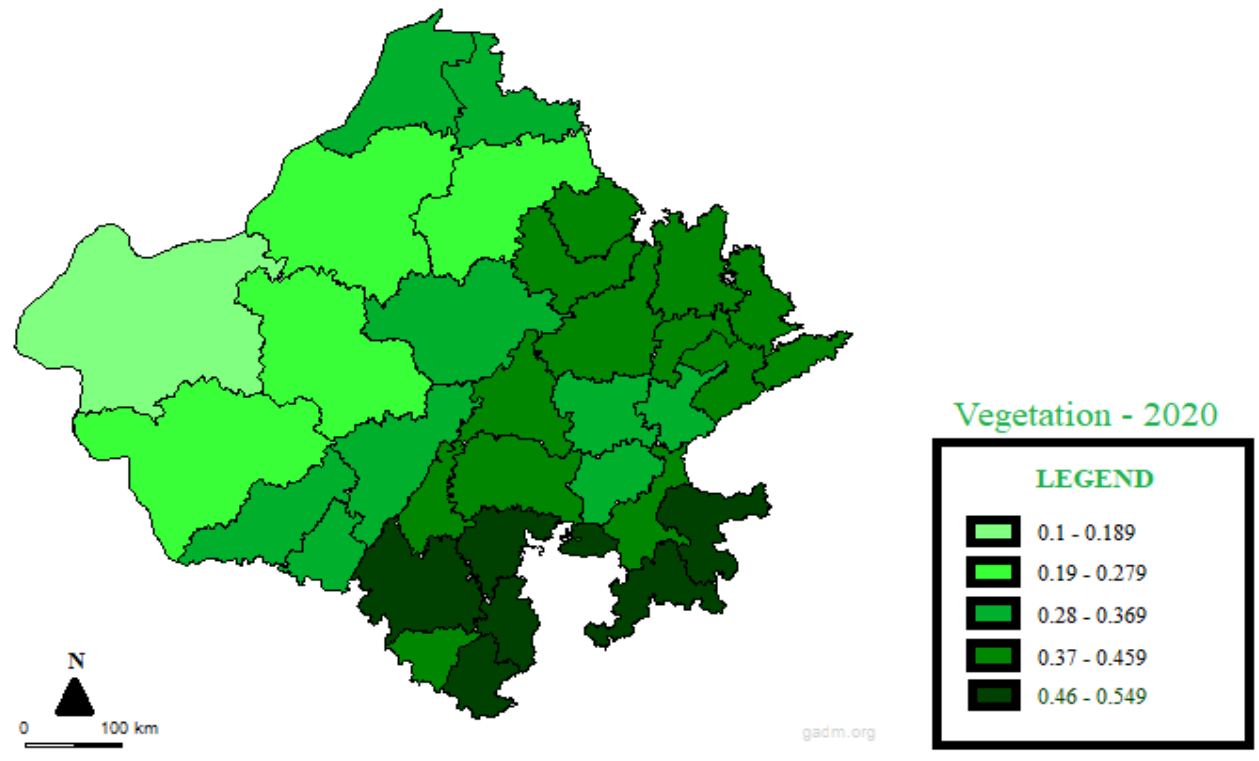 Vegetation - 2020
LEGEND
0.1 - 0.189
0.19 - 0.279
0.28 - 0.369
0.37 - 0.459
0.46 - 0.549
N
0 100 km
gadm.org